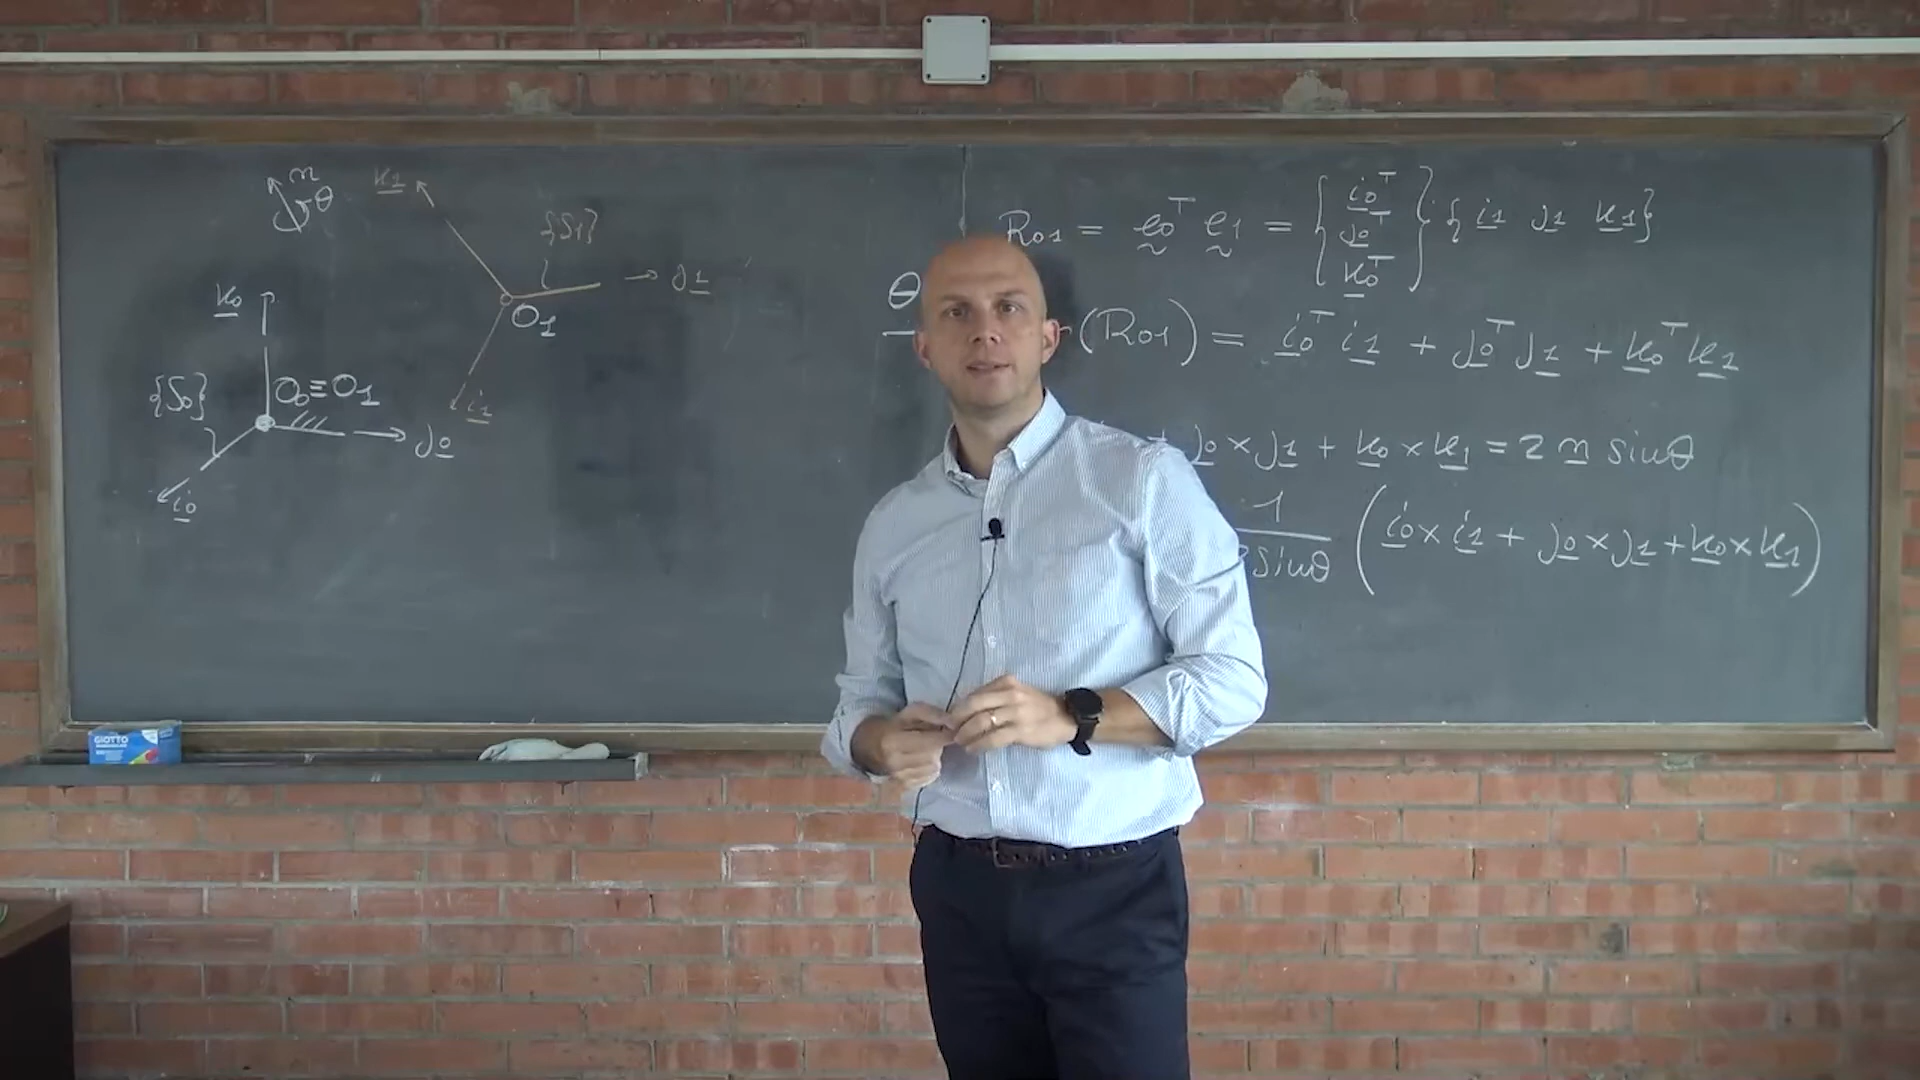 n
θ
k₁
{S₁}
j₁
O₁
i₁
k₀
{S₀}
O₀≡O₁
j₀
i₀
GIOTTO
R₀₁ = e₀ᵀ e₁ = { i₀ᵀ j₀ᵀ k₀ᵀ } { i₁ j₁ k₁ }
θ
(R₀₁) = i₀ᵀ i₁ + j₀ᵀ j₁ + k₀ᵀ k₁
+ j₀ × j₁ + k₀ × k₁ = 2 n sinθ
1 / sinθ ( i₀ × i₁ + j₀ × j₁ + k₀ × k₁ )